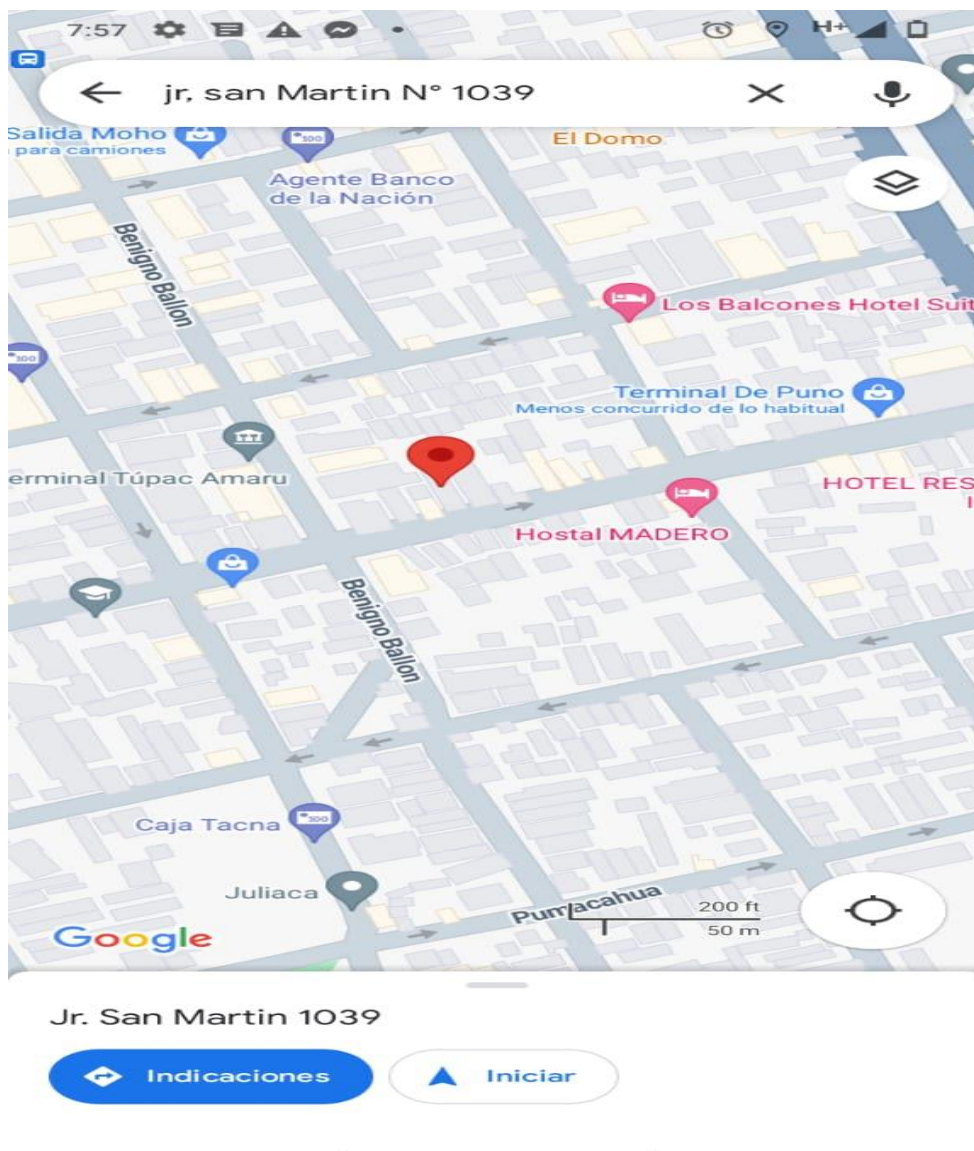 7:57
H+
jr, san Martin N° 1039
Salida Moho
para camiones
El Domo
Agente Banco
de la Nación
Benigno Ballon
Los Balcones Hotel Suit
Terminal De Puno
Menos concurrido de lo habitual
erminal Túpac Amaru
HOTEL RES
Hostal MADERO
Benigno Ballon
Caja Tacna
Juliaca
Pumacahua
200 ft
50 m
Google
Jr. San Martin 1039
Indicaciones
Iniciar